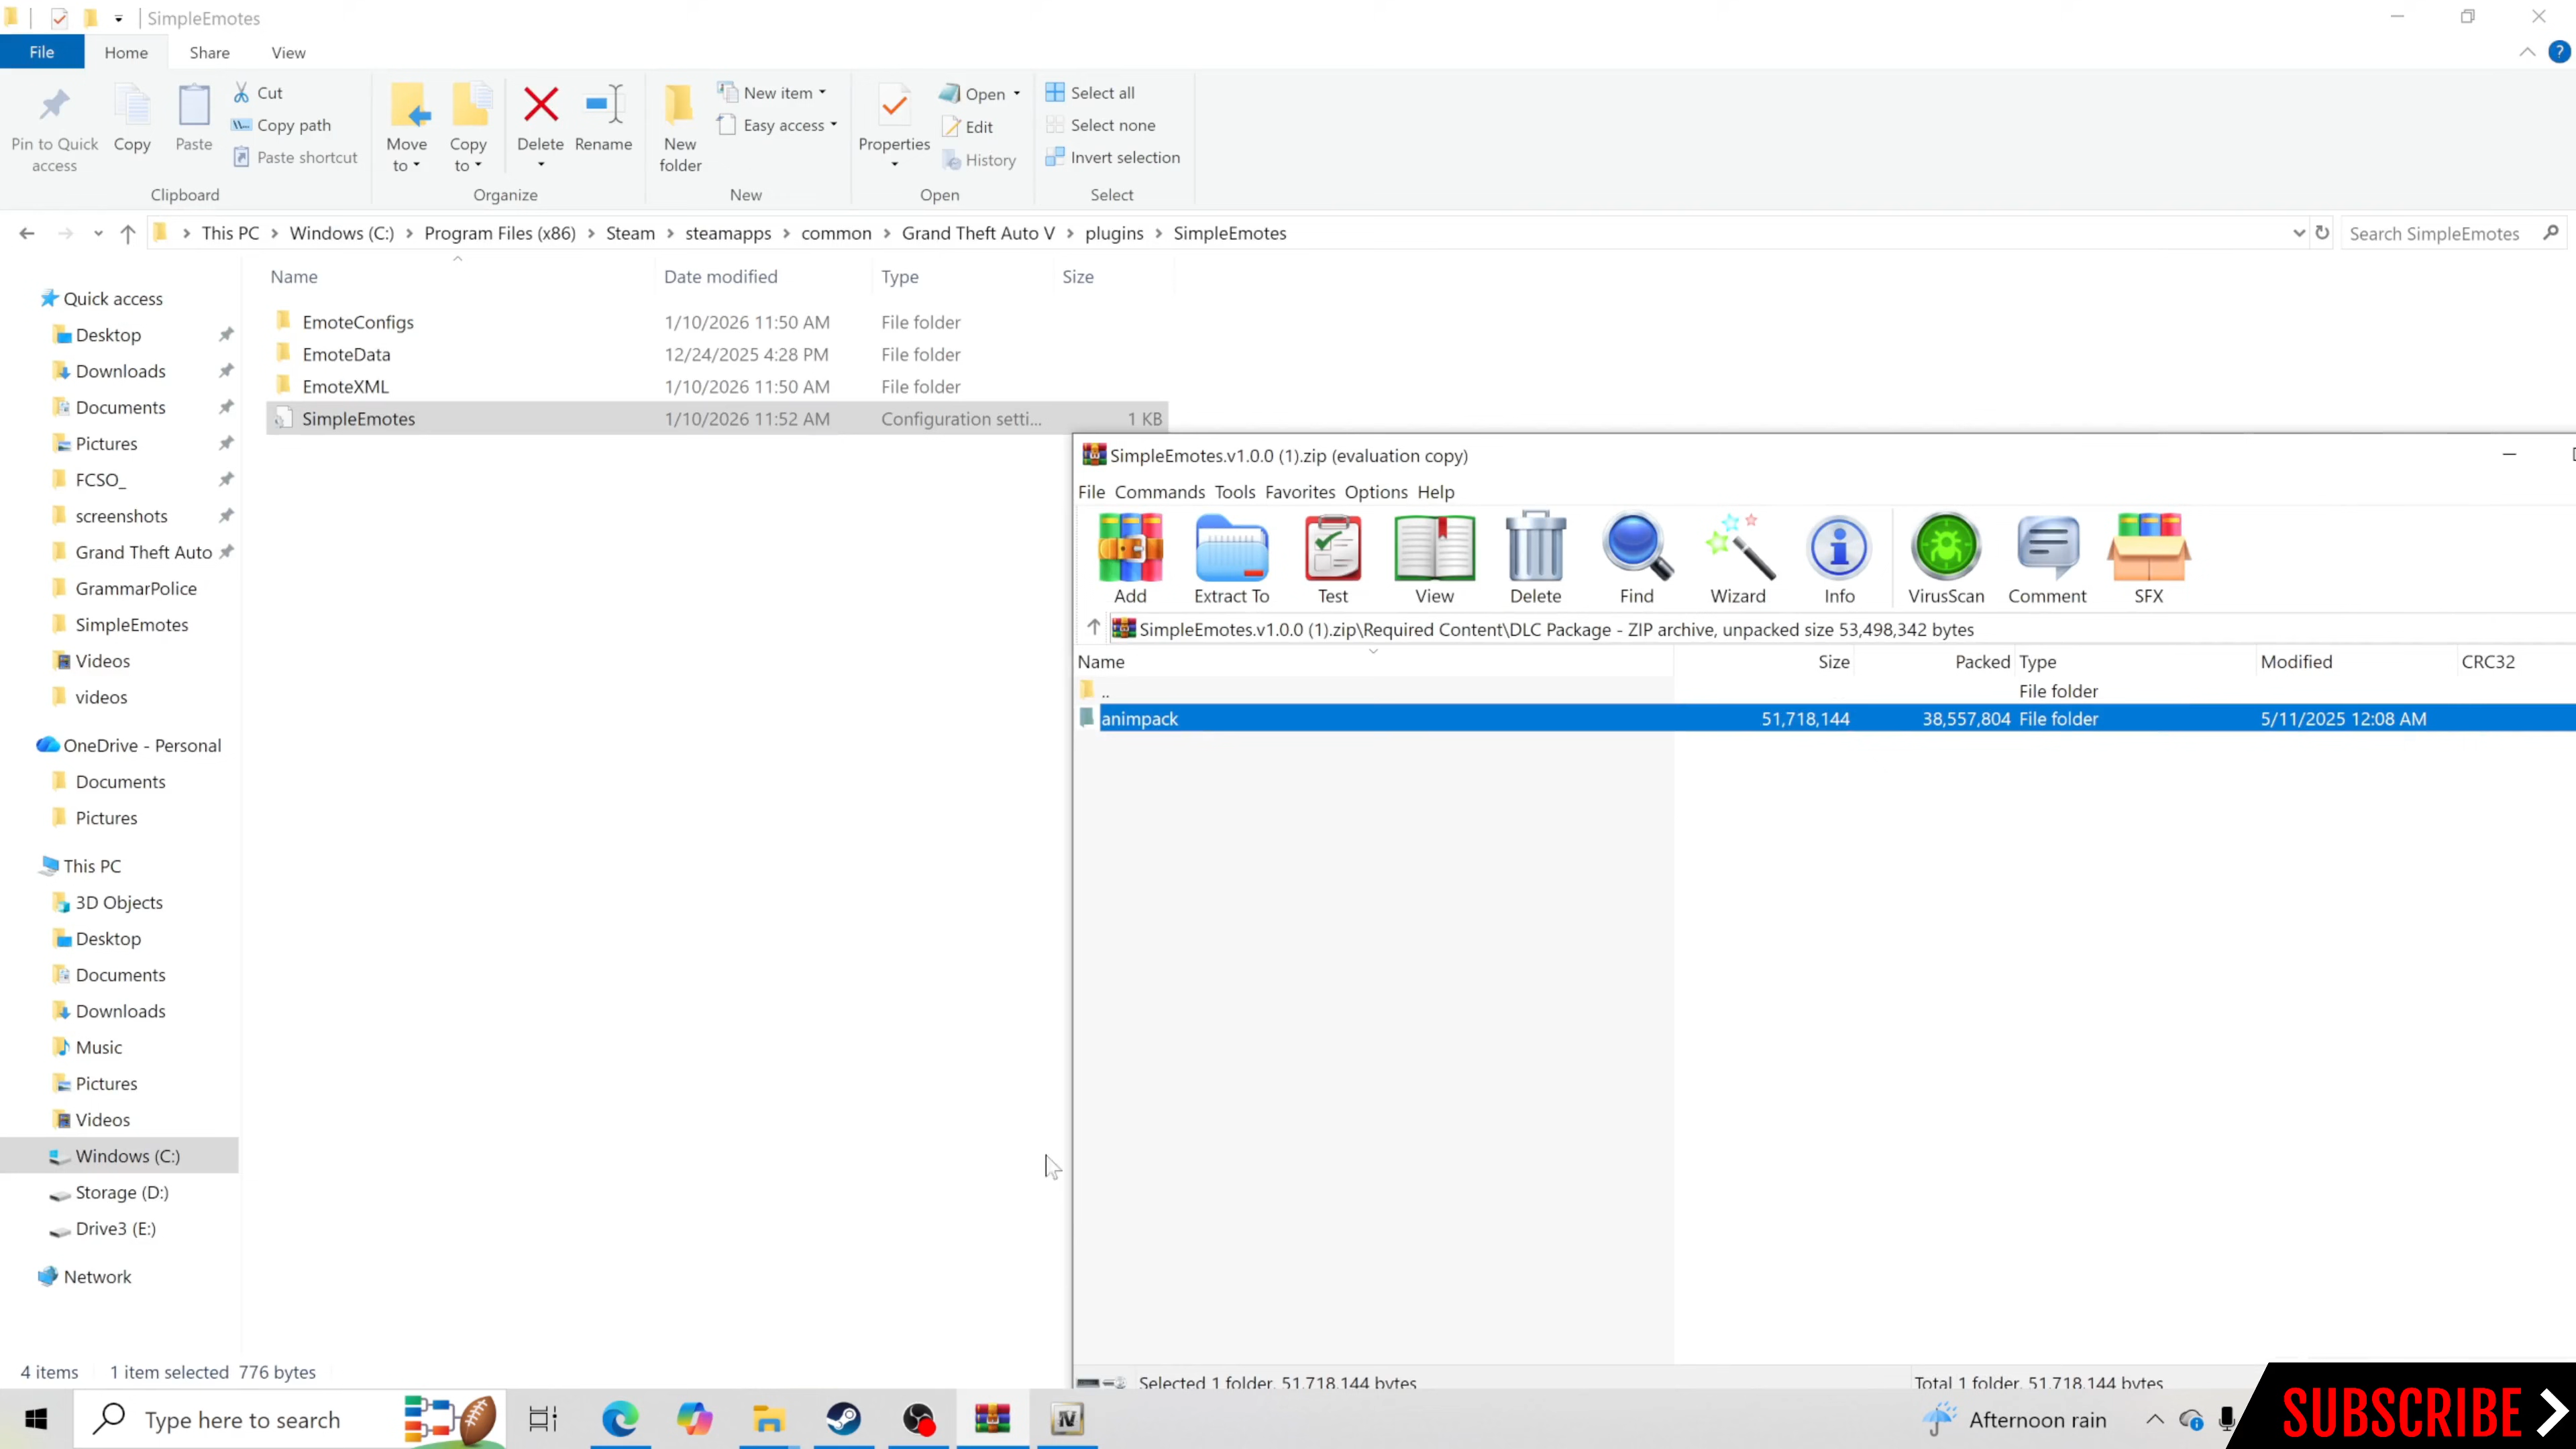 SimpleEmotes
File Home Share View
Pin to Quick access
Copy
Paste
Cut
Copy path
Paste shortcut
Clipboard
Move to
Copy to
Delete
Rename
Organize
New folder
New item
Easy access
New
Properties
Open
Edit
History
Open
Select all
Select none
Invert selection
Select
This PC > Windows (C:) > Program Files (x86) > Steam > steamapps > common > Grand Theft Auto V > plugins > SimpleEmotes
Search SimpleEmotes
Name Date modified Type Size
EmoteConfigs 1/10/2026 11:50 AM File folder
EmoteData 12/24/2025 4:28 PM File folder
EmoteXML 1/10/2026 11:50 AM File folder
SimpleEmotes 1/10/2026 11:52 AM Configuration setti... 1 KB
Quick access
Desktop
Downloads
Documents
Pictures
FCSO_
screenshots
Grand Theft Auto
GrammarPolice
SimpleEmotes
Videos
videos
OneDrive - Personal
Documents
Pictures
This PC
3D Objects
Desktop
Documents
Downloads
Music
Pictures
Videos
Windows (C:)
Storage (D:)
Drive3 (E:)
Network
4 items 1 item selected 776 bytes
SimpleEmotes.v1.0.0 (1).zip (evaluation copy)
File Commands Tools Favorites Options Help
Add Extract To Test View Delete Find Wizard Info VirusScan Comment SFX
SimpleEmotes.v1.0.0 (1).zip\Required Content\DLC Package - ZIP archive, unpacked size 53,498,342 bytes
Name Size Packed Type Modified CRC32
.. File folder
animpack 51,718,144 38,557,804 File folder 5/11/2025 12:08 AM
Selected 1 folder, 51,718,144 bytes
Total 1 folder, 51,718,144 bytes
Type here to search
Afternoon rain
SUBSCRIBE